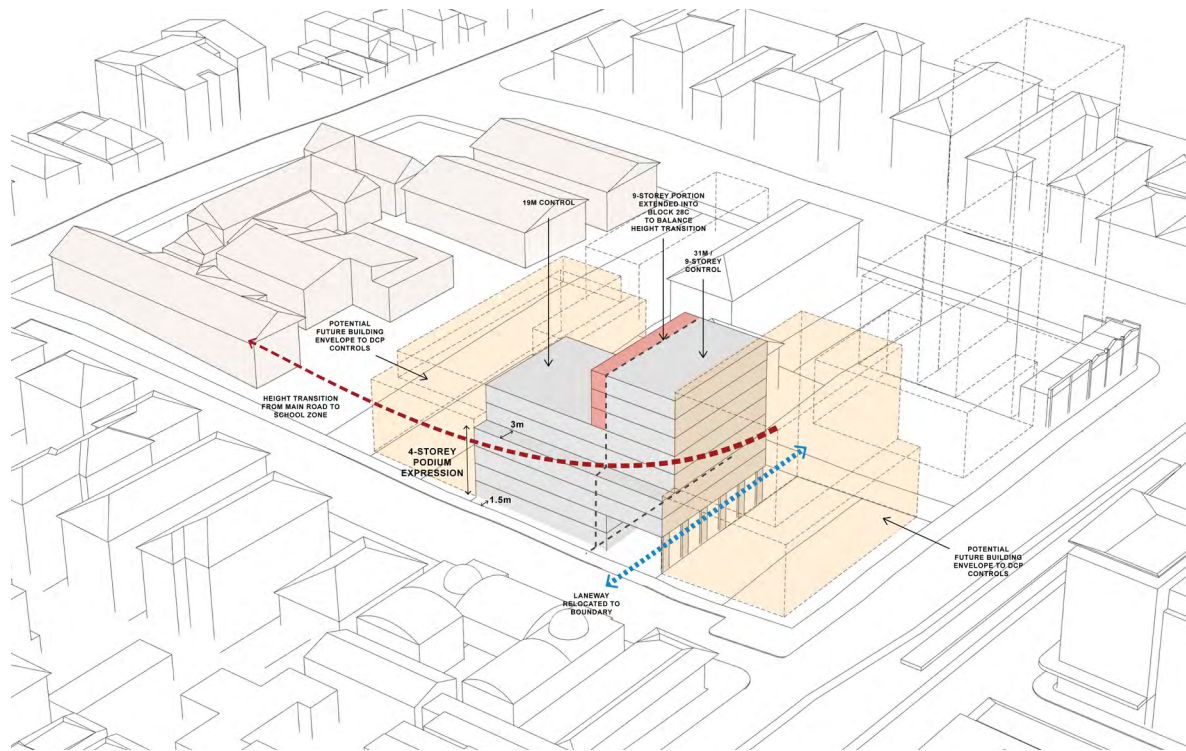 19M CONTROL
9-STOREY PORTION
EXTENDED INTO
BLOCK 28C
TO BALANCE
HEIGHT TRANSITION
31M /
9-STOREY
CONTROL
POTENTIAL
FUTURE BUILDING
ENVELOPE TO DCP
CONTROLS
HEIGHT TRANSITION
FROM MAIN ROAD TO
SCHOOL ZONE
3m
4-STOREY
PODIUM
EXPRESSION
1.5m
POTENTIAL
FUTURE BUILDING
ENVELOPE TO DCP
CONTROLS
LANEWAY
RELOCATED TO
BOUNDARY